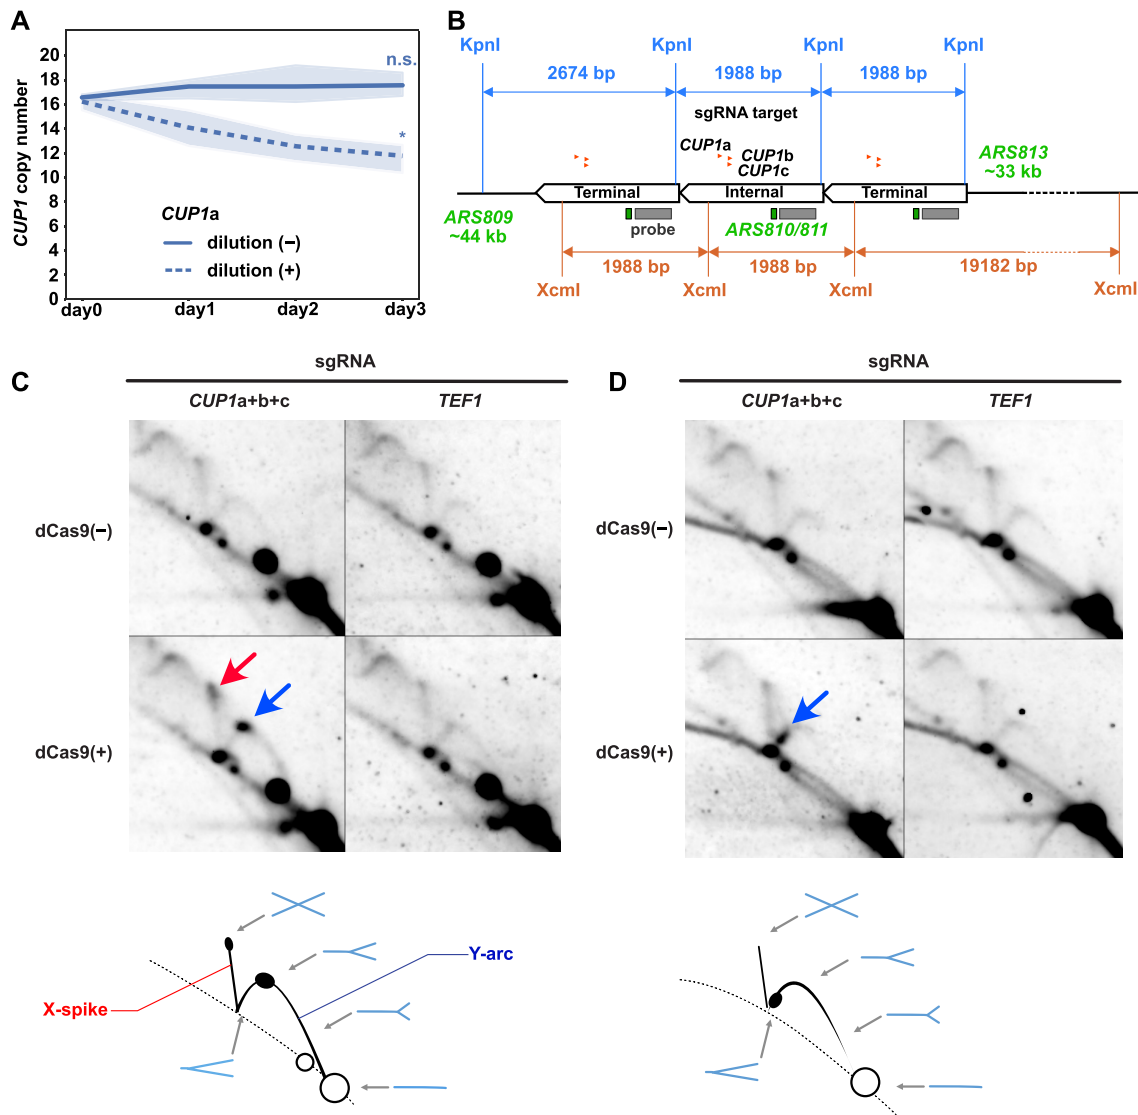 A
CUP1 copy number
20
18
16
14
12
10
8
6
4
2
0
n.s.
*
CUP1a
dilution (−)
dilution (+)
day0
day1
day2
day3
B
KpnI
KpnI
KpnI
KpnI
2674 bp
1988 bp
1988 bp
sgRNA target
CUP1a
CUP1b
CUP1c
ARS813
~33 kb
Terminal
Internal
Terminal
ARS809
~44 kb
probe
ARS810/811
1988 bp
1988 bp
19182 bp
XcmI
XcmI
XcmI
XcmI
C
sgRNA
CUP1a+b+c
TEF1
dCas9(−)
dCas9(+)
X-spike
Y-arc
D
sgRNA
CUP1a+b+c
TEF1
dCas9(−)
dCas9(+)